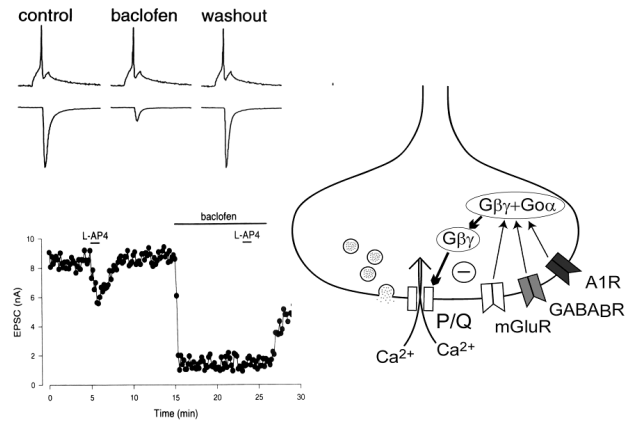 control baclofen washout
baclofen
L-AP4 L-AP4
10
8
6
4
2
0
EPSC (nA)
0 5 10 15 20 25 30
Time (min)
Gβγ+Goα
Gβγ
−
A1R
GABABR
mGluR
P/Q
Ca2+ Ca2+